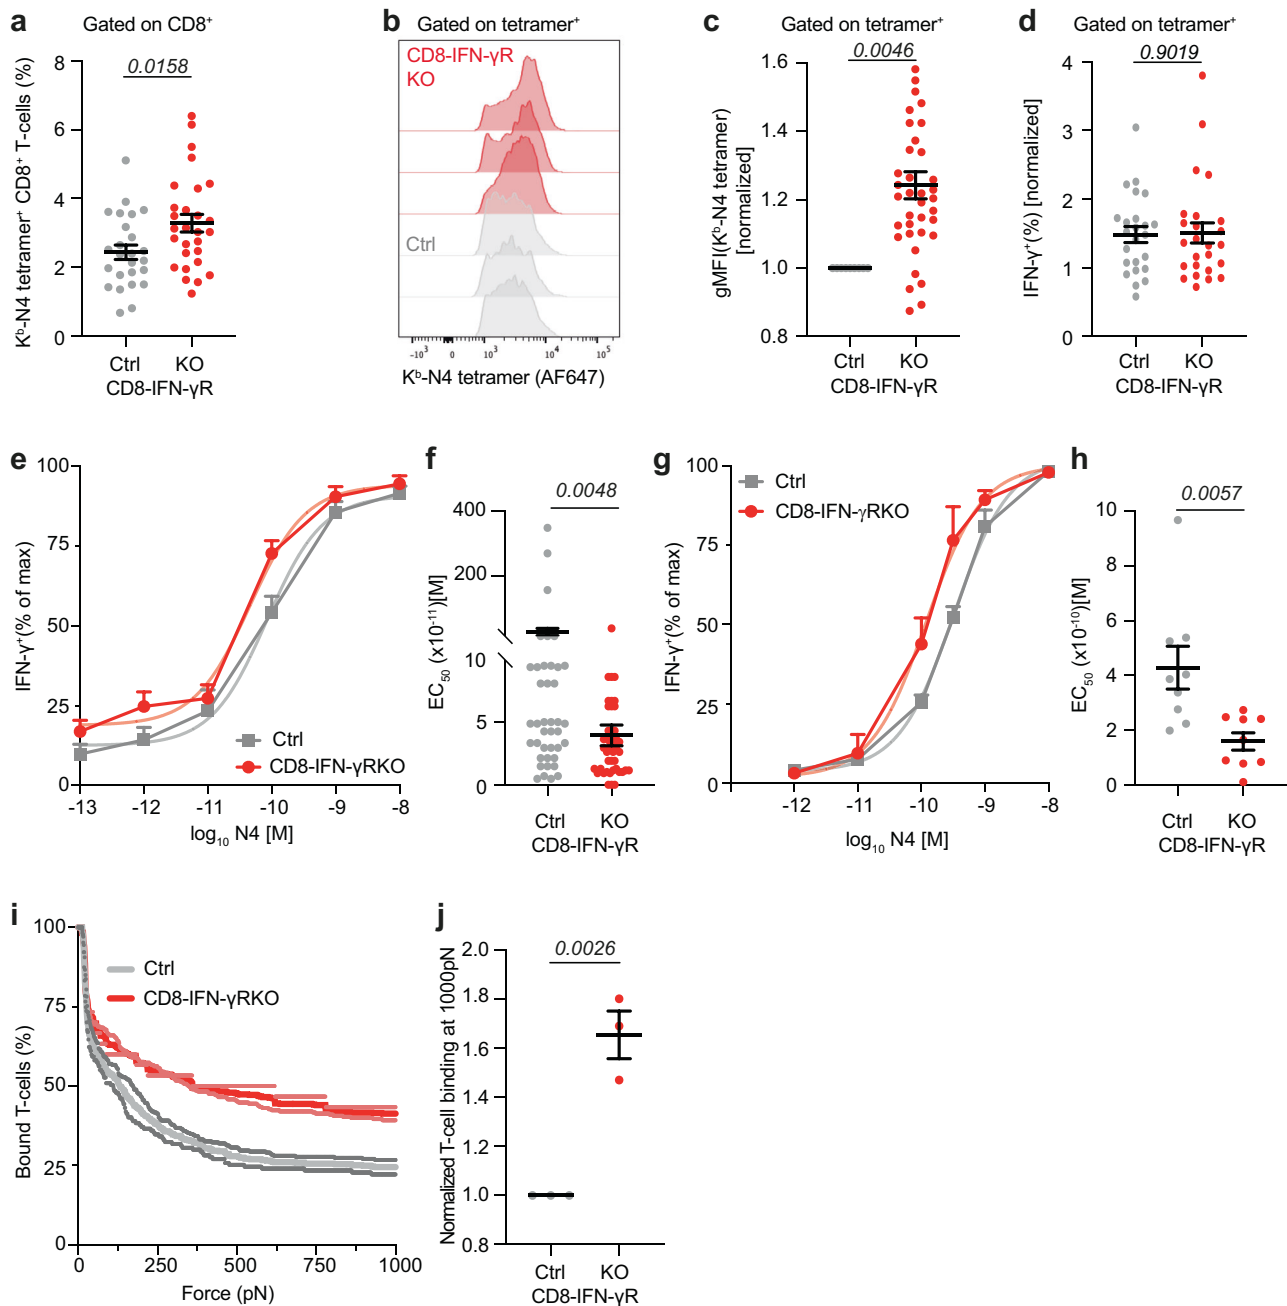 a
Gated on CD8⁺
0.0158
Kᵇ-N4 tetramer⁺ CD8⁺ T-cells (%)
8
6
4
2
0
Ctrl
KO
CD8-IFN-γR
b
Gated on tetramer⁺
CD8-IFN-γR
KO
Ctrl
-10³
0
10³
10⁴
10⁵
Kᵇ-N4 tetramer (AF647)
c
Gated on tetramer⁺
0.0046
gMFI(Kᵇ-N4 tetramer)
[normalized]
1.6
1.4
1.2
1.0
0.8
Ctrl
KO
CD8-IFN-γR
d
Gated on tetramer⁺
0.9019
IFN-γ⁺(%) [normalized]
4
3
2
1
0
Ctrl
KO
CD8-IFN-γR
e
IFN-γ⁺(% of max)
100
75
50
25
0
Ctrl
CD8-IFN-γRKO
-13
-12
-11
-10
-9
-8
log₁₀ N4 [M]
f
0.0048
EC₅₀ (x10⁻¹¹)[M]
400
200
10
5
0
Ctrl
KO
CD8-IFN-γR
g
IFN-γ⁺(% of max)
100
75
50
25
0
Ctrl
CD8-IFN-γRKO
-12
-11
-10
-9
-8
log₁₀ N4 [M]
h
0.0057
EC₅₀ (x10⁻¹⁰)[M]
10
8
6
4
2
0
Ctrl
KO
CD8-IFN-γR
i
Bound T-cells (%)
100
75
50
25
0
Ctrl
CD8-IFN-γRKO
0
250
500
750
1000
Force (pN)
j
0.0026
Normalized T-cell binding at 1000pN
2.0
1.8
1.6
1.4
1.2
1.0
0.8
Ctrl
KO
CD8-IFN-γR